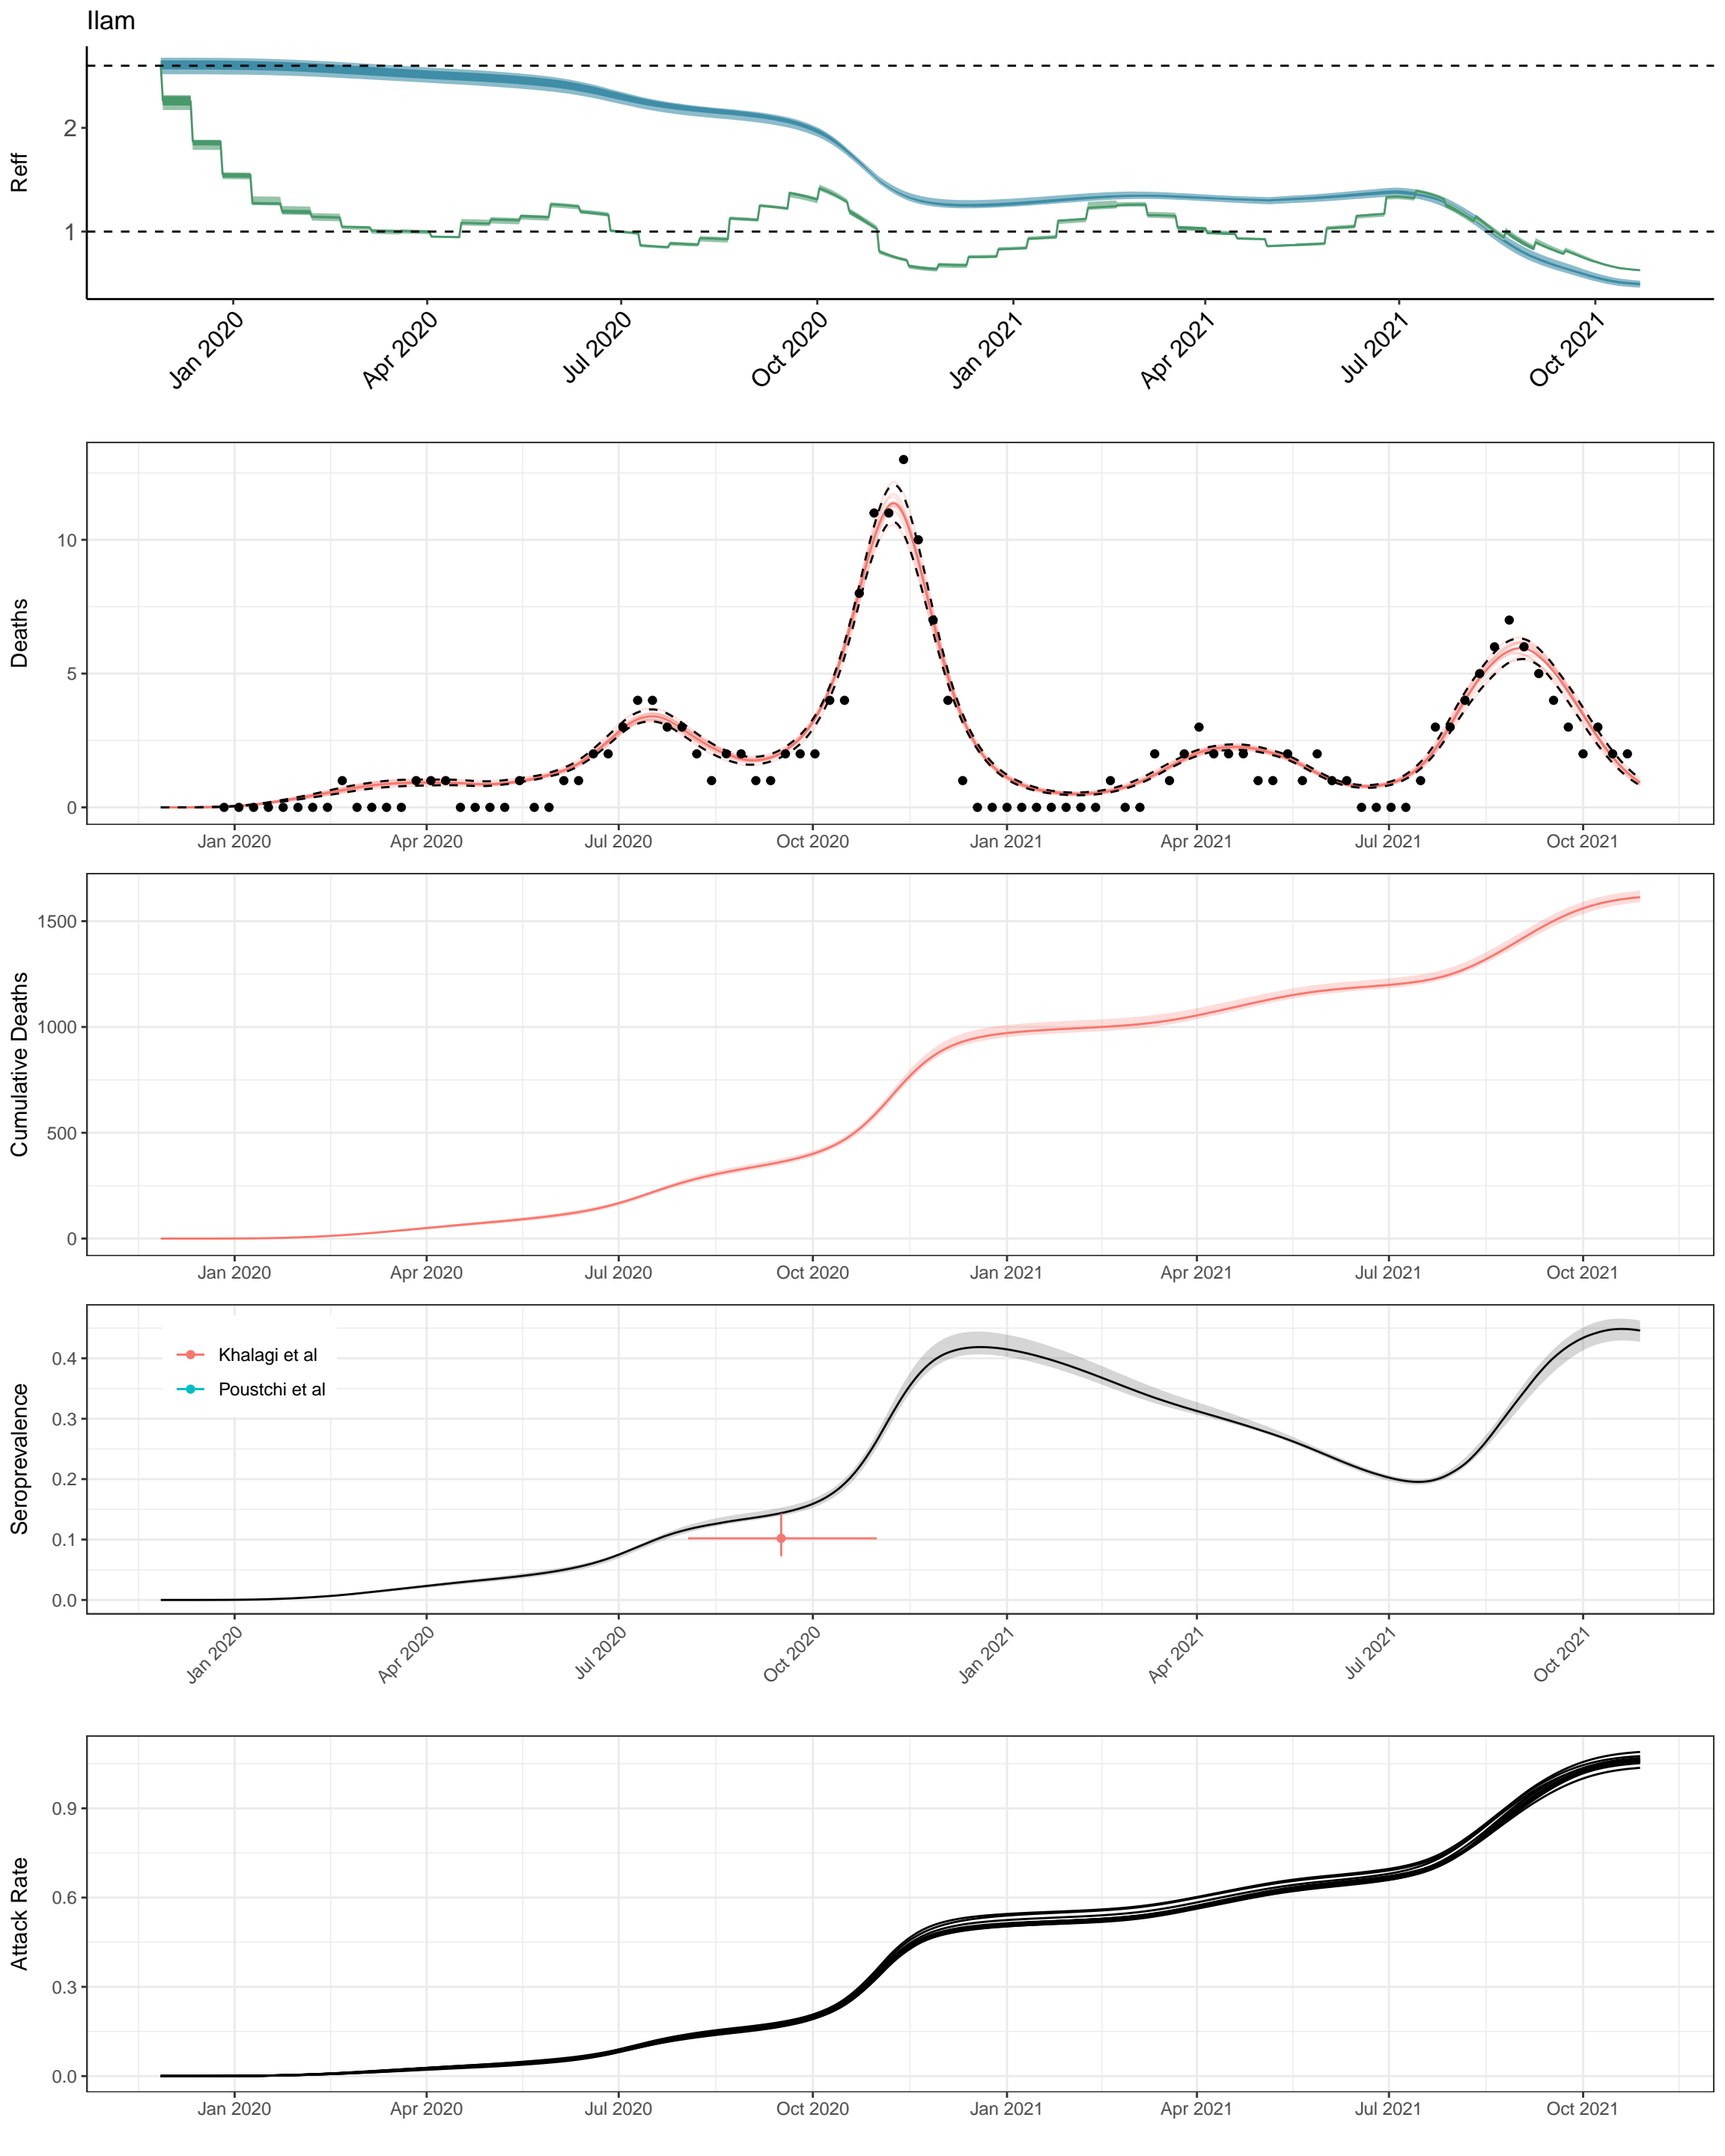 Ilam
Reff
2
1
Jan 2020
Apr 2020
Jul 2020
Oct 2020
Jan 2021
Apr 2021
Jul 2021
Oct 2021
Deaths
10
5
0
Jan 2020
Apr 2020
Jul 2020
Oct 2020
Jan 2021
Apr 2021
Jul 2021
Oct 2021
Cumulative Deaths
1500
1000
500
0
Jan 2020
Apr 2020
Jul 2020
Oct 2020
Jan 2021
Apr 2021
Jul 2021
Oct 2021
Seroprevalence
Khalagi et al
Poustchi et al
0.4
0.3
0.2
0.1
0.0
Jan 2020
Apr 2020
Jul 2020
Oct 2020
Jan 2021
Apr 2021
Jul 2021
Oct 2021
Attack Rate
0.9
0.6
0.3
0.0
Jan 2020
Apr 2020
Jul 2020
Oct 2020
Jan 2021
Apr 2021
Jul 2021
Oct 2021